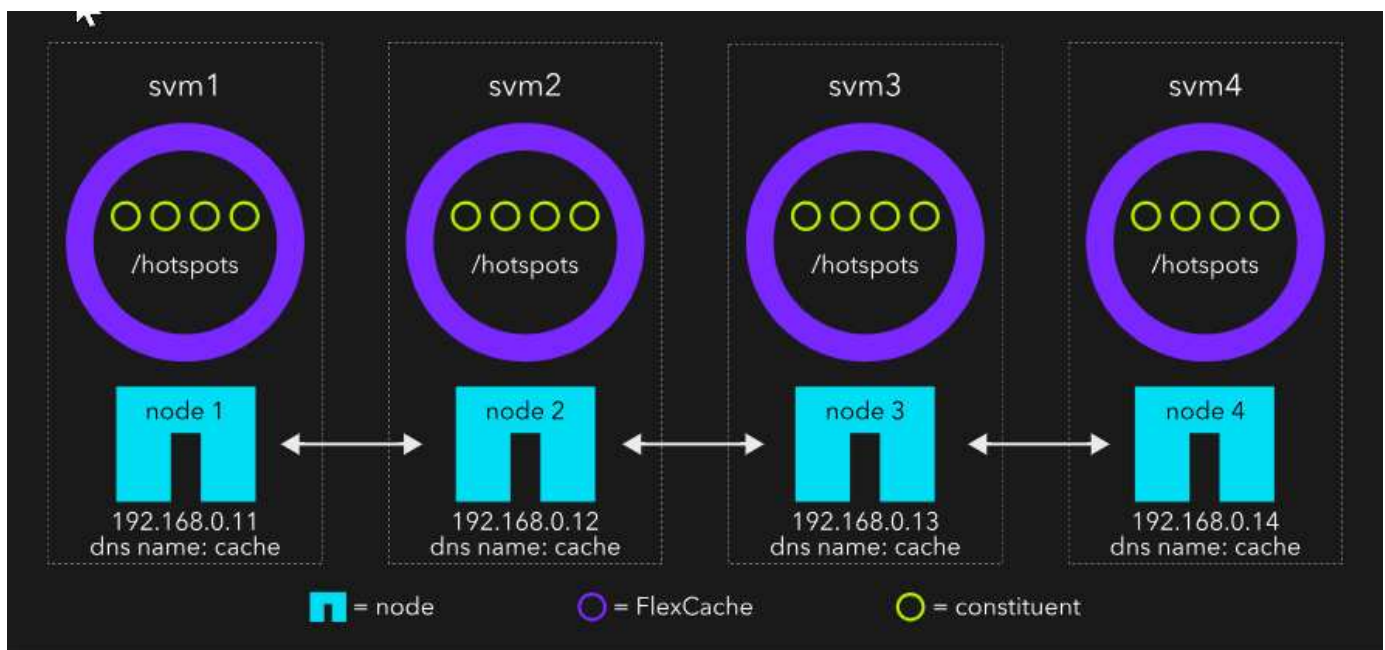 svm1
svm2
svm3
svm4
/hotspots
/hotspots
/hotspots
/hotspots
node 1
node 2
node 3
node 4
192.168.0.11
dns name: cache
192.168.0.12
dns name: cache
192.168.0.13
dns name: cache
192.168.0.14
dns name: cache
= node
= FlexCache
= constituent